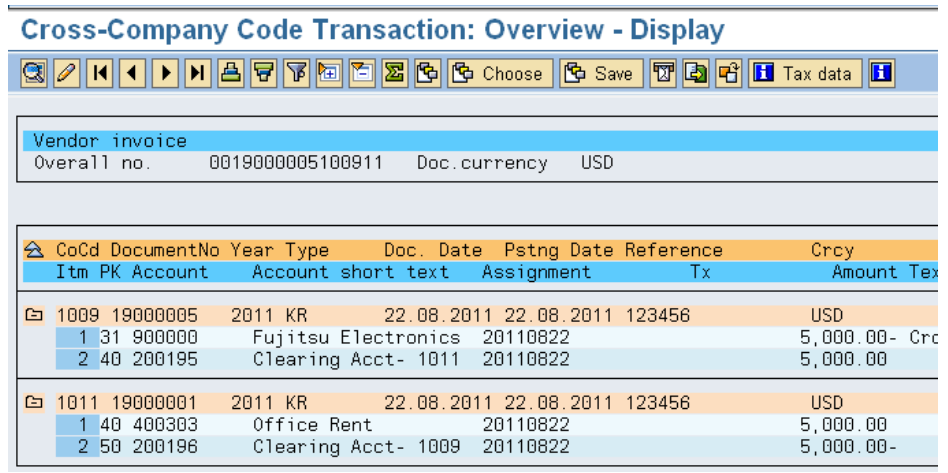 Cross-Company Code Transaction: Overview - Display
Choose Save Tax data
Vendor invoice
Overall no. 0019000005100911 Doc.currency USD
CoCd DocumentNo Year Type Doc. Date Pstng Date Reference Crcy
Itm PK Account Account short text Assignment Tx Amount Tex
1009 19000005 2011 KR 22.08.2011 22.08.2011 123456 USD
1 31 900000 Fujitsu Electronics 20110822 5,000.00- Cro
2 40 200195 Clearing Acct- 1011 20110822 5,000.00
1011 19000001 2011 KR 22.08.2011 22.08.2011 123456 USD
1 40 400303 Office Rent 20110822 5,000.00
2 50 200196 Clearing Acct- 1009 20110822 5,000.00-